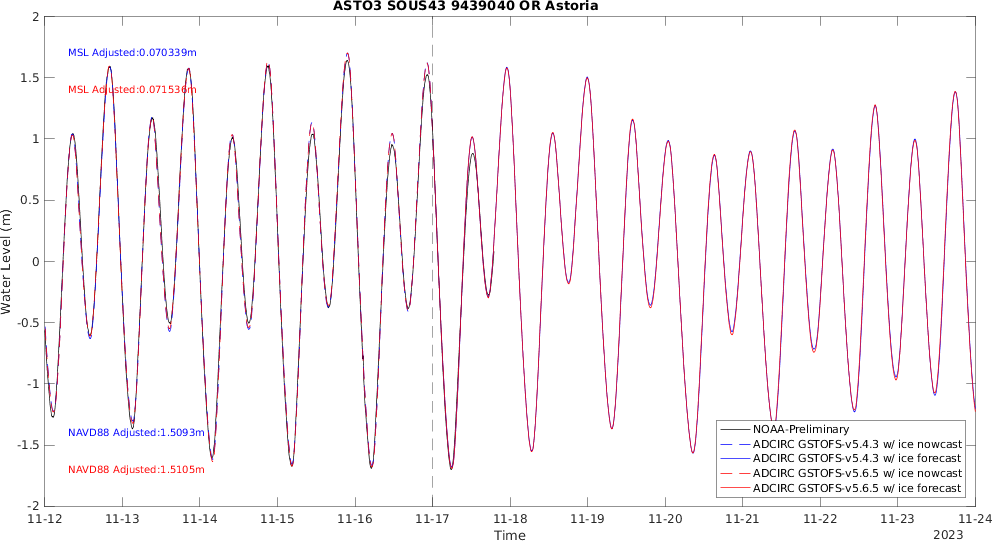 ASTO3 SOUS43 9439040 OR Astoria
2
1.5
1
0.5
0
-0.5
-1
-1.5
-2
Water Level (m)
MSL Adjusted:0.070339m
MSL Adjusted:0.071536m
NAVD88 Adjusted:1.5093m
NAVD88 Adjusted:1.5105m
NOAA-Preliminary
ADCIRC GSTOFS-v5.4.3 w/ ice nowcast
ADCIRC GSTOFS-v5.4.3 w/ ice forecast
ADCIRC GSTOFS-v5.6.5 w/ ice nowcast
ADCIRC GSTOFS-v5.6.5 w/ ice forecast
11-12 11-13 11-14 11-15 11-16 11-17 11-18 11-19 11-20 11-21 11-22 11-23 11-24
Time
2023